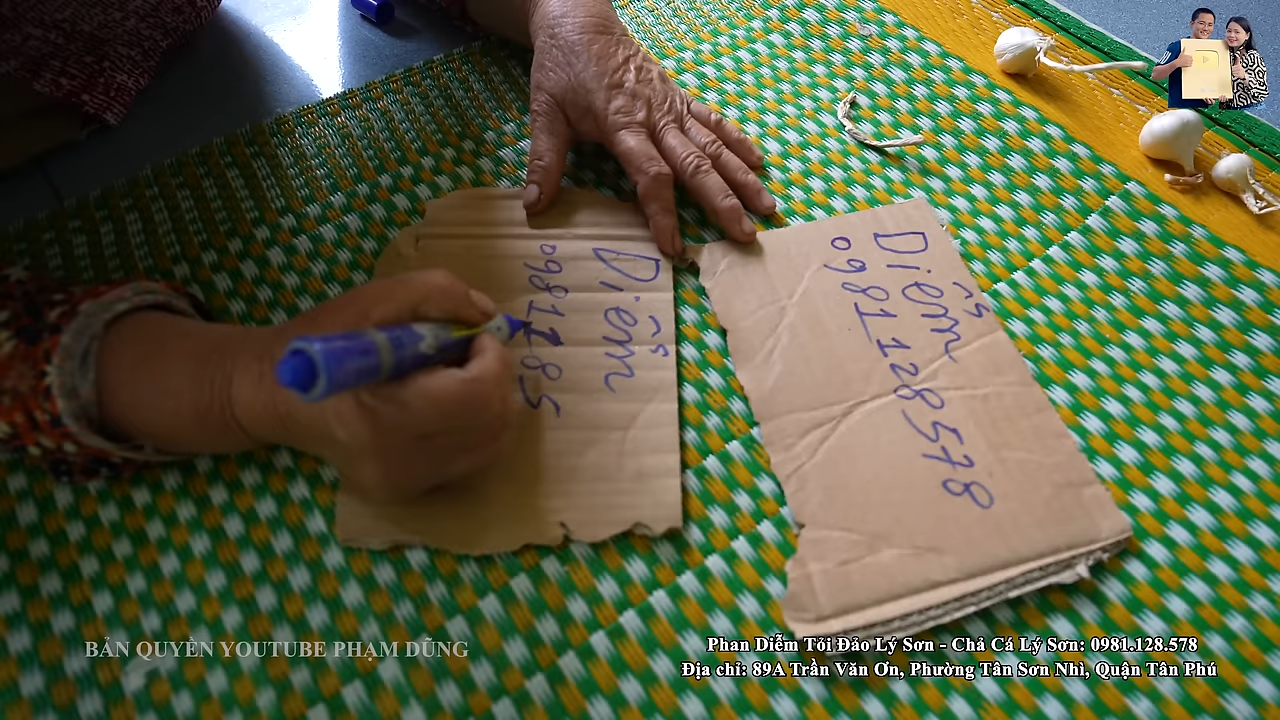 Diễm
0981185
Diễm
0981128578
BẢN QUYỀN YOUTUBE PHẠM DŨNG
Phan Diễm Tỏi Đảo Lý Sơn - Chả Cá Lý Sơn: 0981.128.578
Địa chỉ: 89A Trần Văn Ơn, Phường Tân Sơn Nhì, Quận Tân Phú